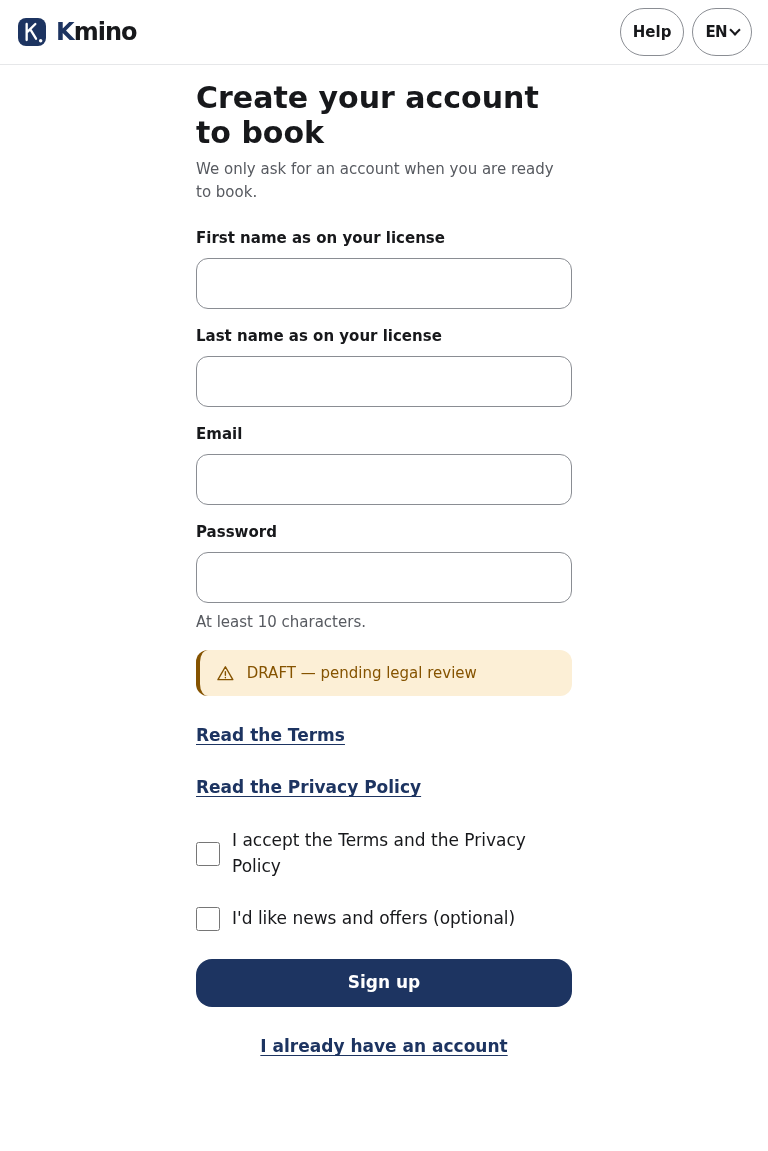 K. Kmino
Help
EN
Create your account
to book
We only ask for an account when you are ready
to book.
First name as on your license
Last name as on your license
Email
Password
At least 10 characters.
DRAFT — pending legal review
Read the Terms
Read the Privacy Policy
I accept the Terms and the Privacy
Policy
I'd like news and offers (optional)
Sign up
I already have an account